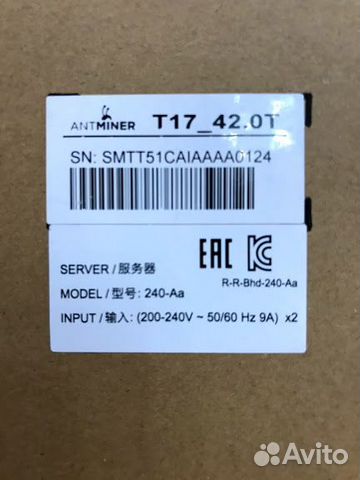 ANTMINER T17_42.0T
SN: SMTT51CAIAAAA0124
EAC
R-R-Bhd-240-Aa
SERVER / 服务器
MODEL / 型号: 240-Aa
INPUT / 输入: (200-240V ~ 50/60 Hz 9A) x2
Avito